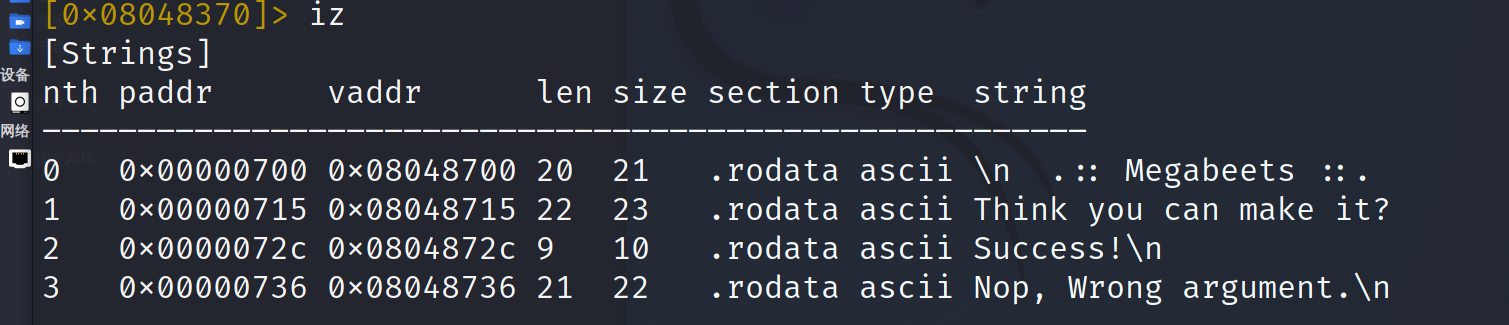 [0x08048370]> iz
[Strings]
设备
nth paddr vaddr len size section type string
网络
0 0x00000700 0x08048700 20 21 .rodata ascii \n .:: Megabeets ::.
1 0x00000715 0x08048715 22 23 .rodata ascii Think you can make it?
2 0x0000072c 0x0804872c 9 10 .rodata ascii Success!\n
3 0x00000736 0x08048736 21 22 .rodata ascii Nop, Wrong argument.\n